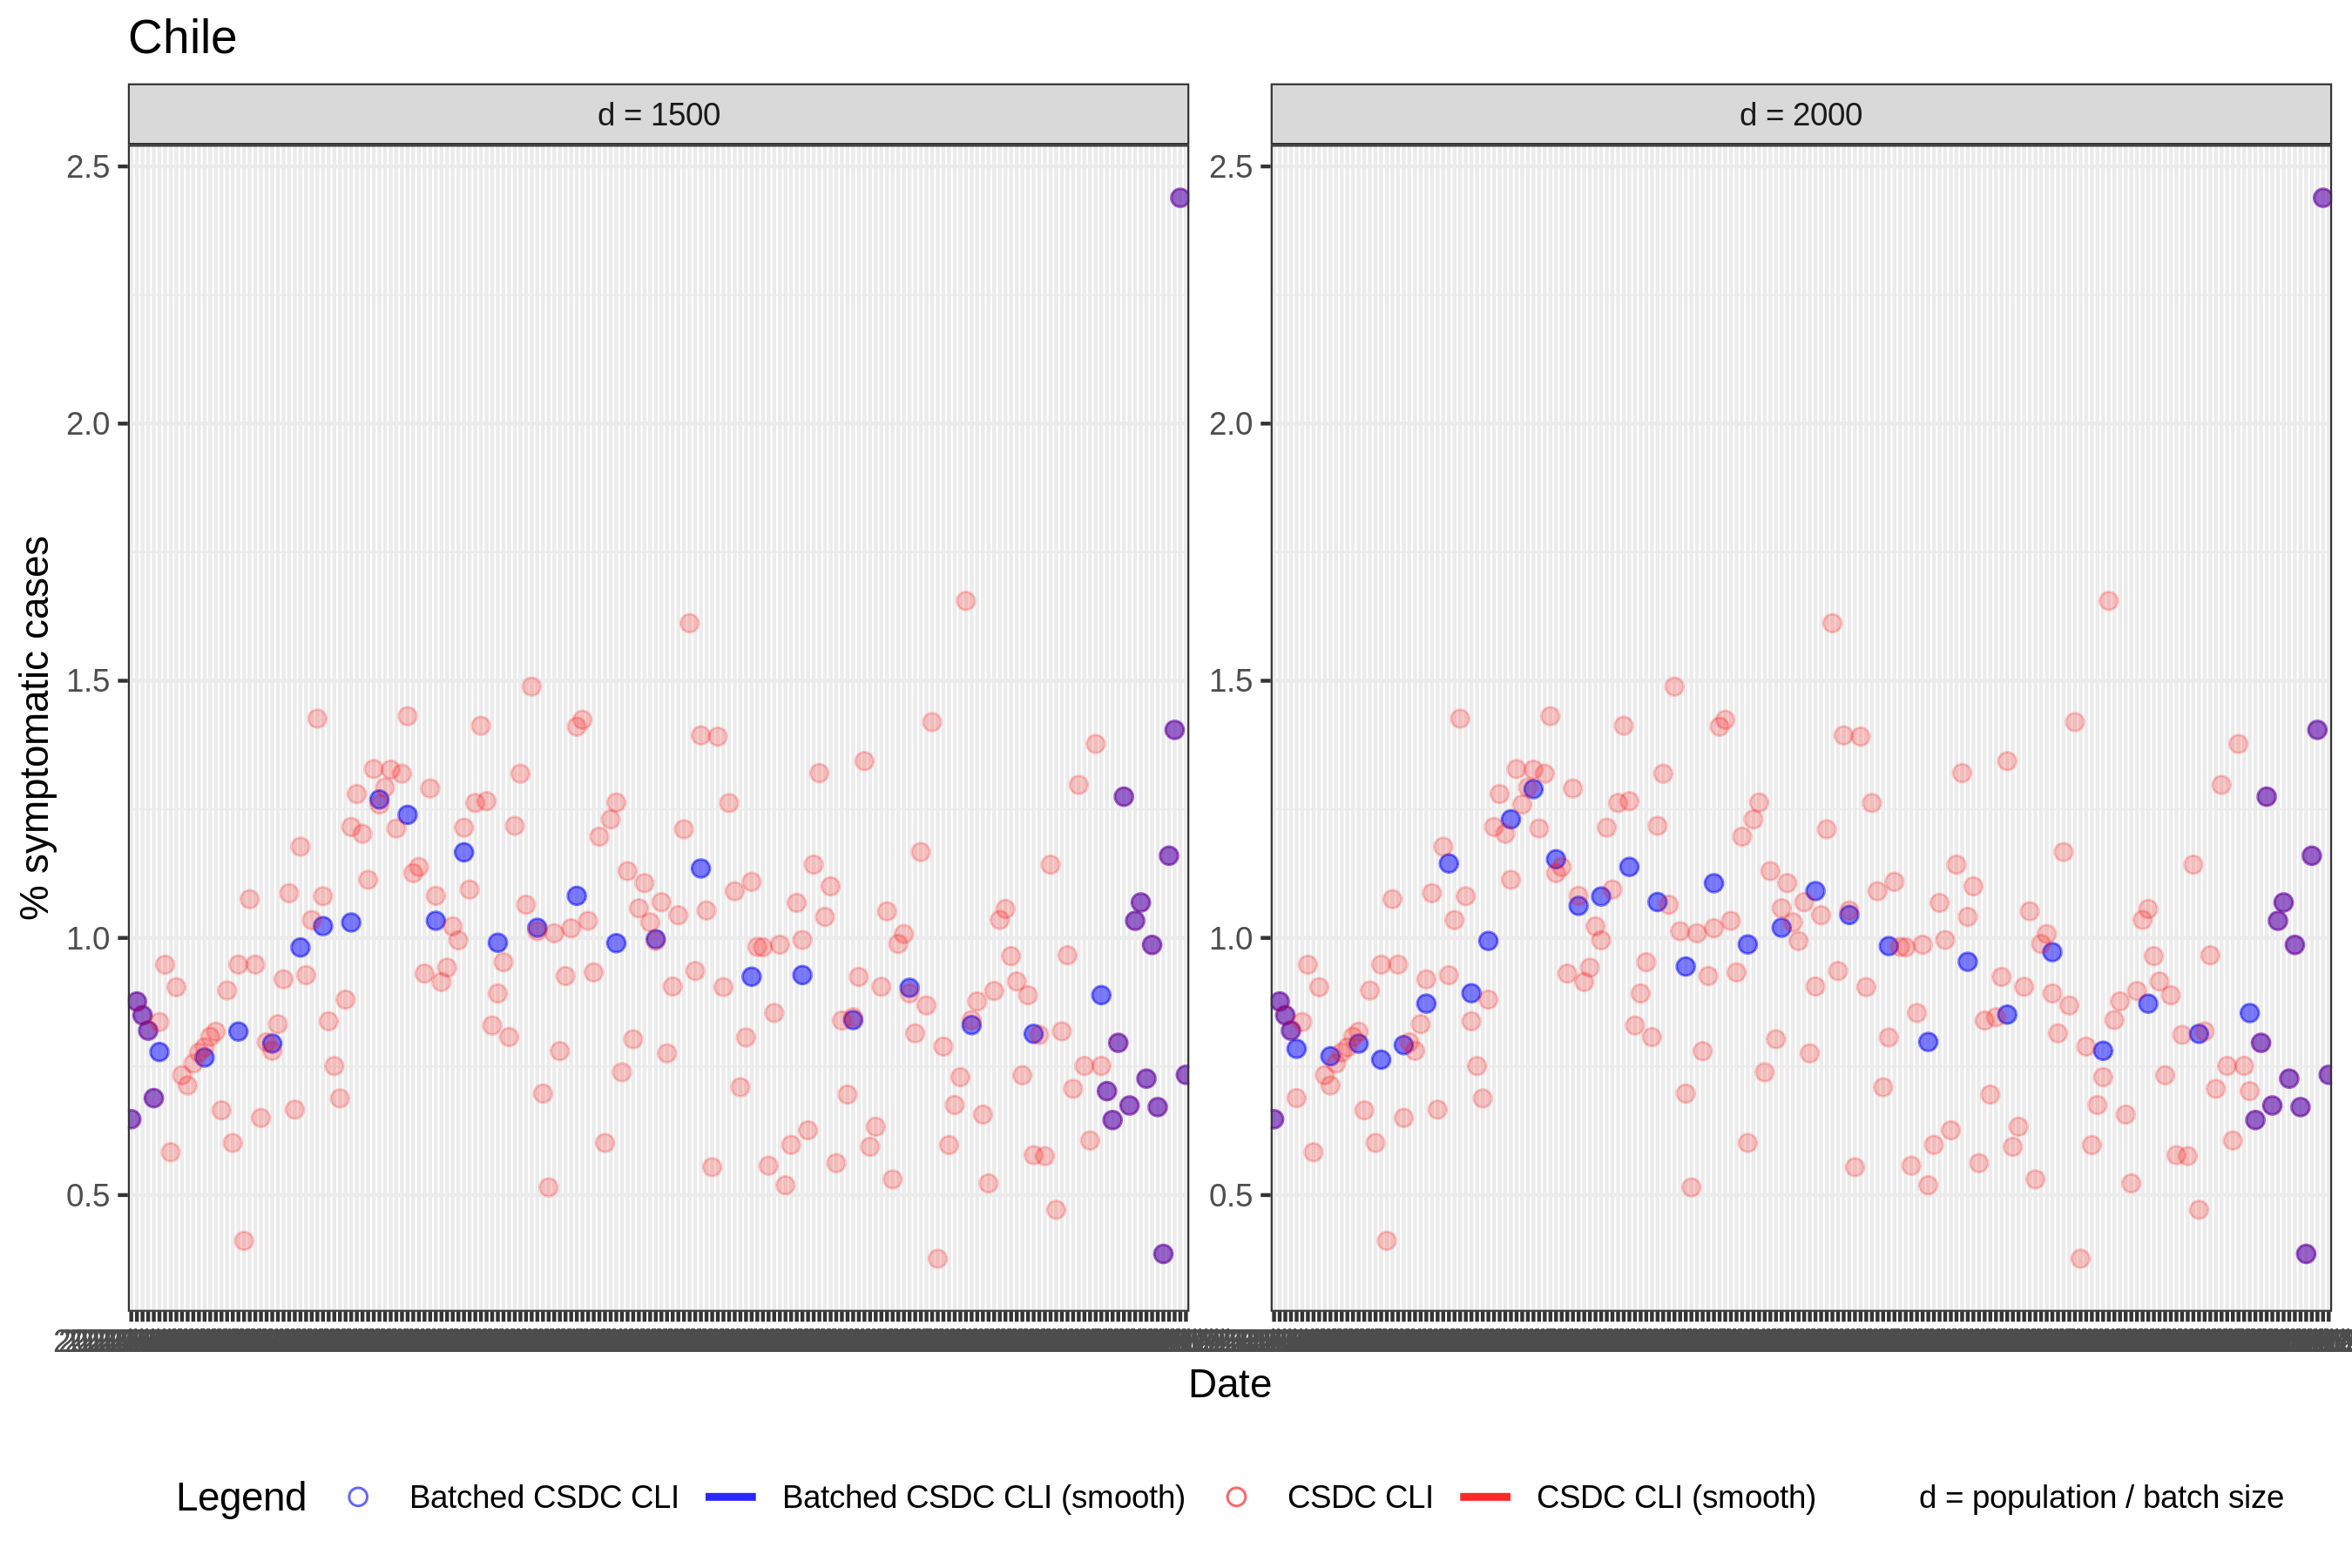 Chile
d = 1500
d = 2000
% symptomatic cases
2.5
2.0
1.5
1.0
0.5
2.5
2.0
1.5
1.0
0.5
Date
Legend
Batched CSDC CLI
Batched CSDC CLI (smooth)
CSDC CLI
CSDC CLI (smooth)
d = population / batch size